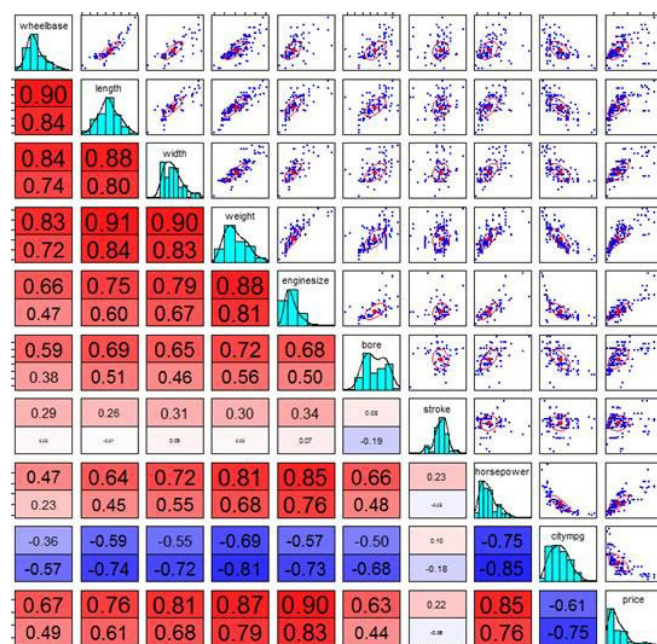 wheelbase
length
0.90
0.84
width
0.84 0.88
0.74 0.80
weight
0.83 0.91 0.90
0.72 0.84 0.83
enginesize
0.66 0.75 0.79 0.88
0.47 0.60 0.67 0.81
bore
0.59 0.69 0.65 0.72 0.68
0.38 0.51 0.46 0.56 0.50
stroke
0.29 0.26 0.31 0.30 0.34
0.07 -0.19
horsepower
0.47 0.64 0.72 0.81 0.85 0.66 0.23
0.23 0.45 0.55 0.68 0.76 0.48
citympg
-0.36 -0.59 -0.55 -0.69 -0.57 -0.50 0.10 -0.75
-0.57 -0.74 -0.72 -0.81 -0.73 -0.68 -0.18 -0.85
price
0.67 0.76 0.81 0.87 0.90 0.63 0.22 0.85 -0.61
0.49 0.61 0.68 0.79 0.83 0.44 0.76 -0.75